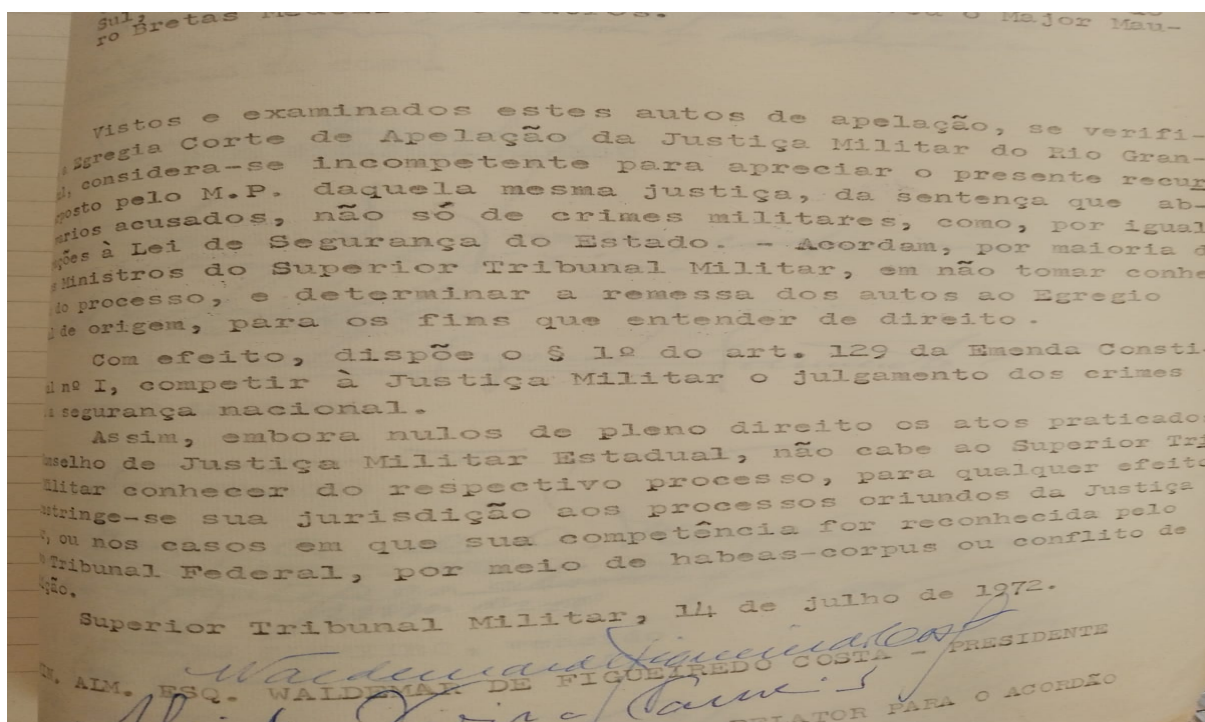 sul,
ro Bretas o Major Mau-
Vistos e examinados estes autos de apelação, se verifi-
Egregia Corte de Apelação da Justiça Militar do Rio Gran-
considera-se incompetente para apreciar o presente recur
posto pelo M.P. daquela mesma justiça, da sentença que ab-
acusados, não só de crimes militares, como, por igual
ções à Lei de Segurança do Estado. - Acordam, por maioria d
Ministros do Superior Tribunal Militar, em não tomar conhe
do processo, e determinar a remessa dos autos ao Egregio
l de origem, para os fins que entender de direito.
Com efeito, dispõe o § 1º do art. 129 da Emenda Consti-
l nº I, competir à Justiça Militar o julgamento dos crimes
a segurança nacional.
Assim, embora nulos de pleno direito os atos praticados
nselho de Justiça Militar Estadual, não cabe ao Superior Tri
ilitar conhecer do respectivo processo, para qualquer efeito
stringe-se sua jurisdição aos processos oriundos da Justiça
, ou nos casos em que sua competência for reconhecida pelo
Tribunal Federal, por meio de habeas-corpus ou conflito de
ção.
Superior Tribunal Militar, 14 de julho de 1972.
Waldemar de Figueiredo Costa
ALM. ESQ. WALDEMAR DE FIGUEIREDO COSTA - PRESIDENTE
RELATOR PARA O ACORDÃO